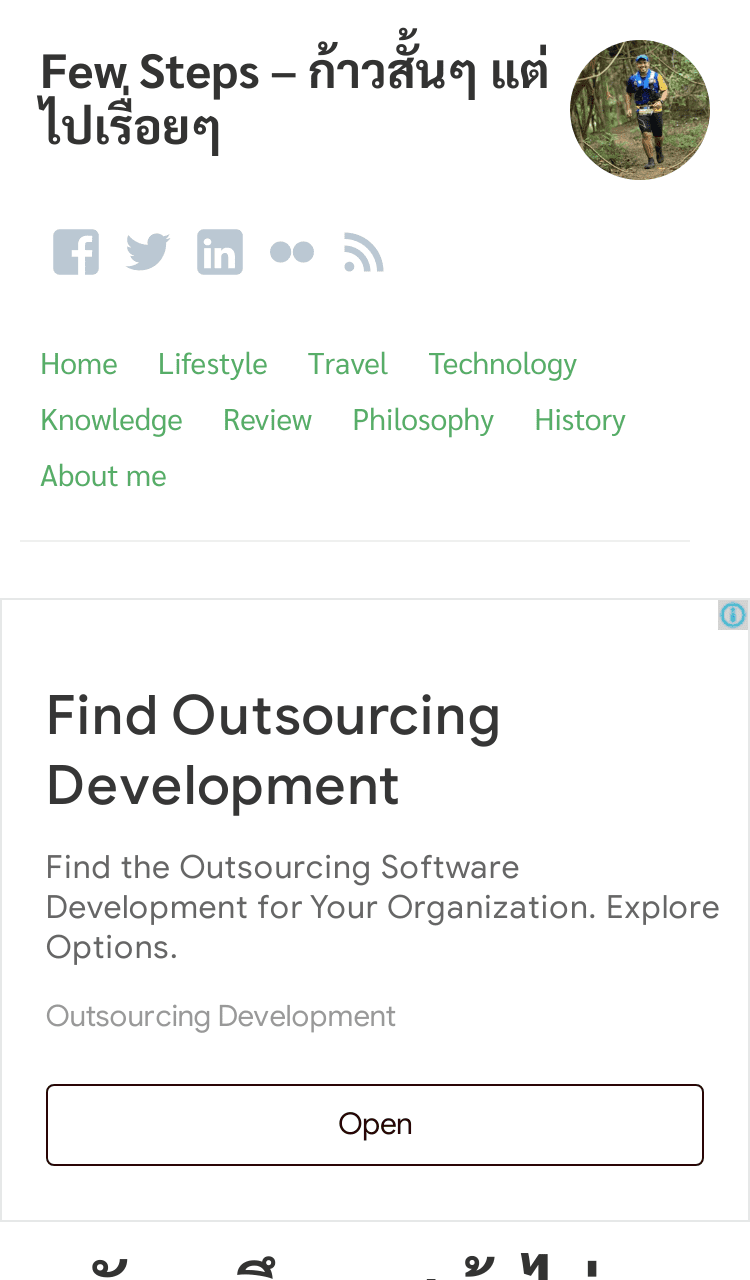 Few Steps – ก้าวสั้นๆ แต่
ไปเรื่อยๆ
Home Lifestyle Travel Technology
Knowledge Review Philosophy History
About me
Find Outsourcing
Development
Find the Outsourcing Software
Development for Your Organization. Explore
Options.
Outsourcing Development
Open